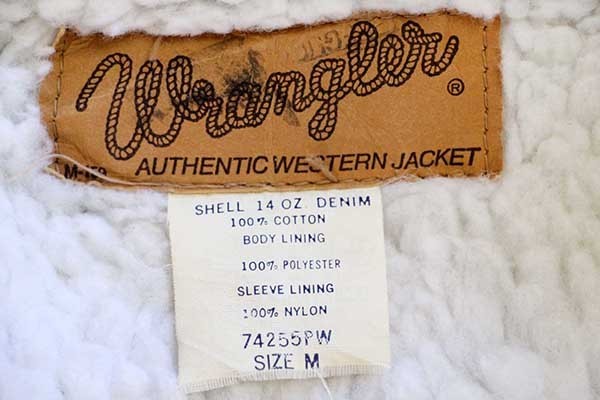 Wrangler
®
AUTHENTIC WESTERN JACKET
SHELL 14 OZ. DENIM
100% COTTON
BODY LINING
100% POLYESTER
SLEEVE LINING
100% NYLON
74255PW
SIZE M